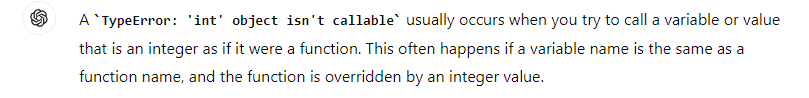 A `TypeError: 'int' object isn't callable` usually occurs when you try to call a variable or value
that is an integer as if it were a function. This often happens if a variable name is the same as a
function name, and the function is overridden by an integer value.